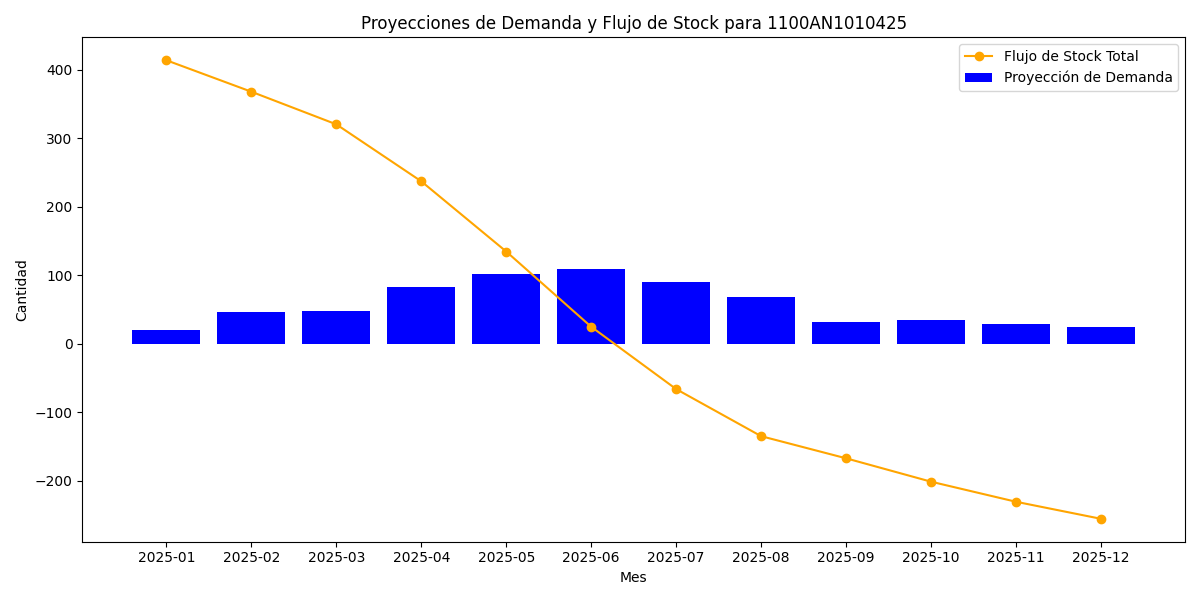 Proyecciones de Demanda y Flujo de Stock para 1100AN1010425
Flujo de Stock Total
Proyección de Demanda
Cantidad
400
300
200
100
0
−100
−200
2025-01 2025-02 2025-03 2025-04 2025-05 2025-06 2025-07 2025-08 2025-09 2025-10 2025-11 2025-12
Mes